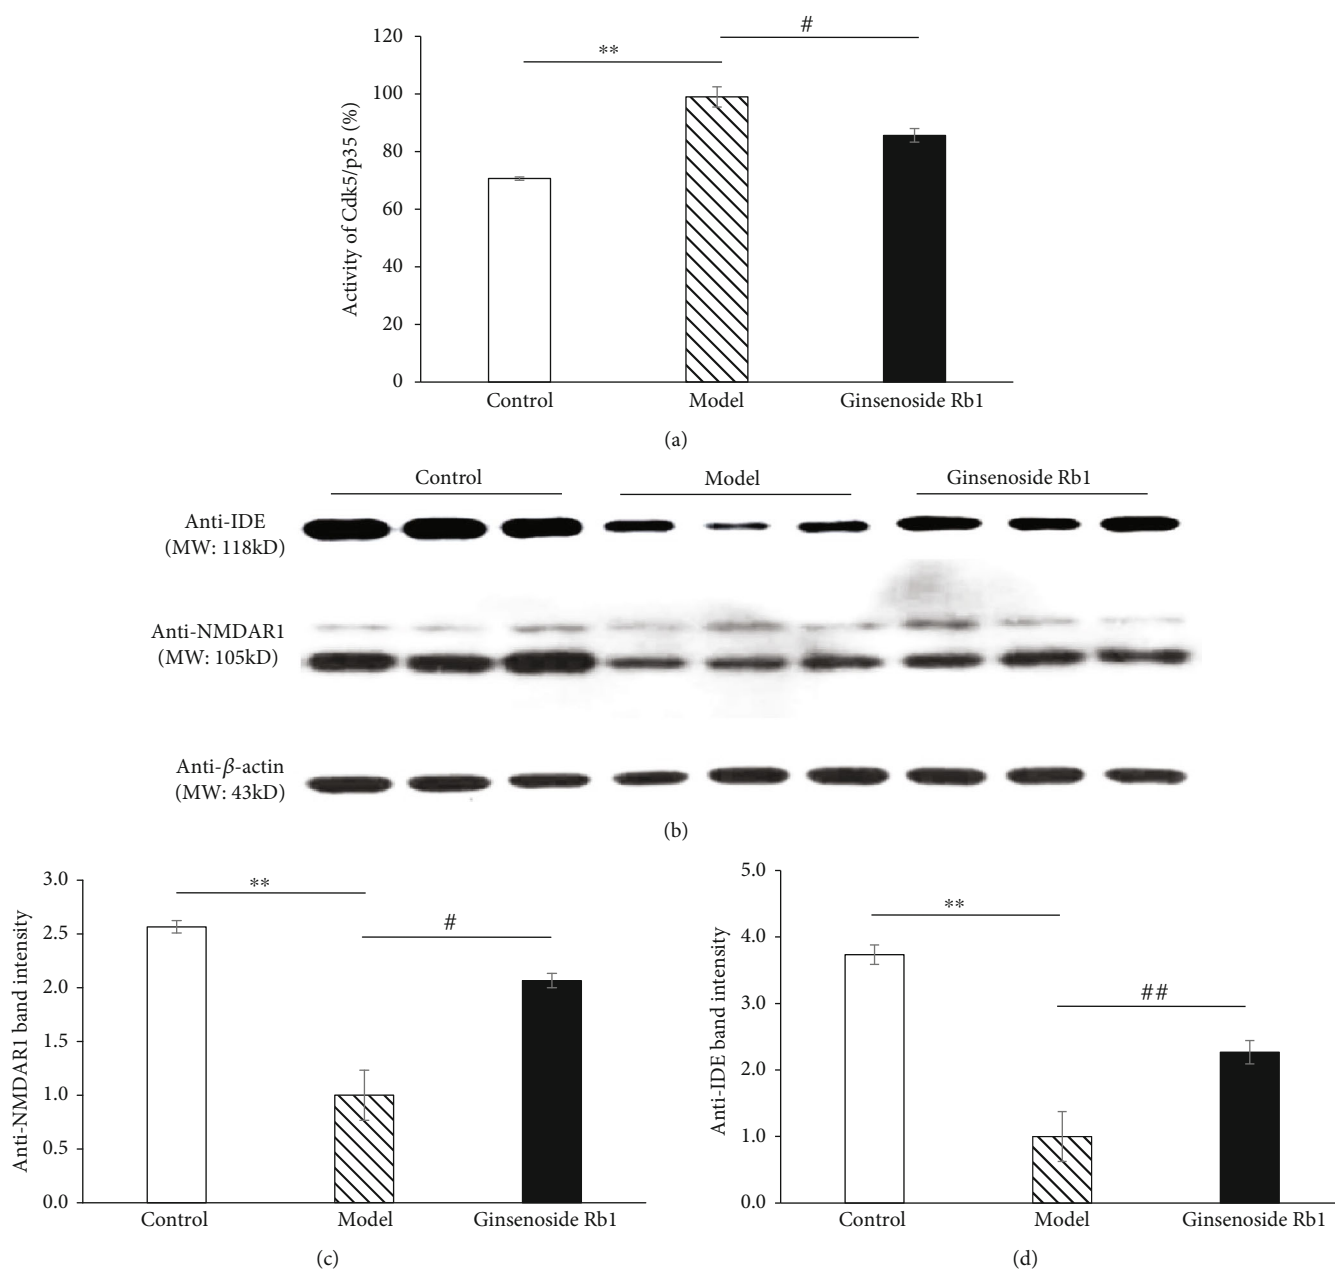 #
**
120
100
80
60
40
20
0
Activity of Cdk5/p35 (%)
Control Model Ginsenoside Rb1
(a)
Control Model Ginsenoside Rb1
Anti-IDE
(MW: 118kD)
Anti-NMDAR1
(MW: 105kD)
Anti-β-actin
(MW: 43kD)
(b)
3.0
2.5
2.0
1.5
1.0
0.5
0.0
Anti-NMDAR1 band intensity
**
#
Control Model Ginsenoside Rb1
(c)
5.0
4.0
3.0
2.0
1.0
0.0
Anti-IDE band intensity
**
##
Control Model Ginsenoside Rb1
(d)